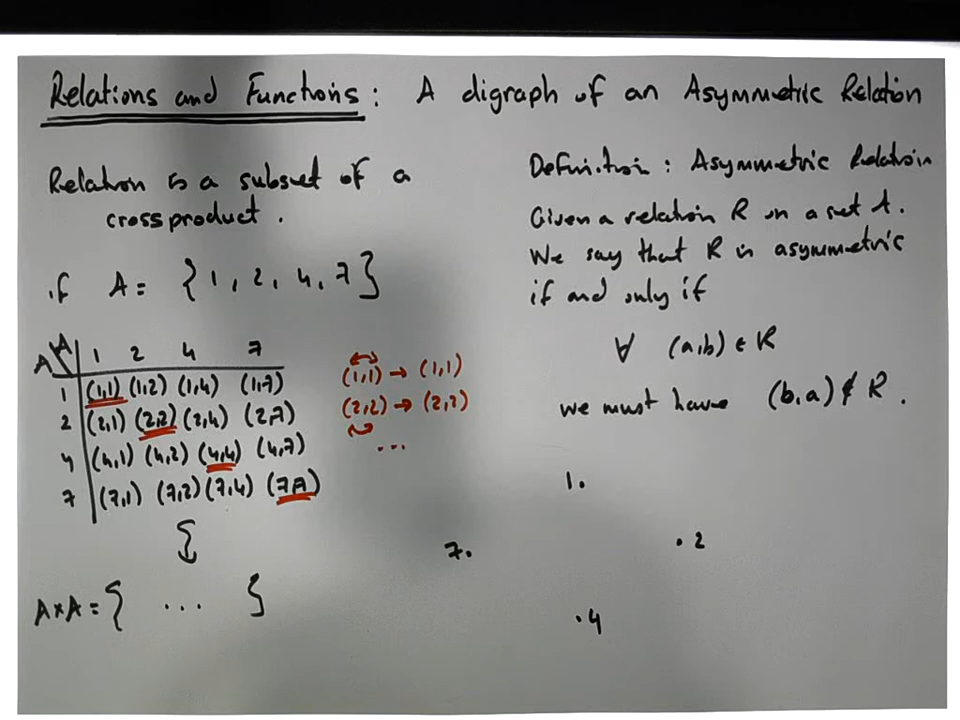 Relations and Functions : A digraph of an Asymmetric Relation
Relation is a subset of a
cross product .
if A = { 1 , 2 , 4 , 7 }
A A 1 2 4 7
1 (1,1) (1,2) (1,4) (1,7)
2 (2,1) (2,2) (2,4) (2,7)
4 (4,1) (4,2) (4,4) (4,7)
7 (7,1) (7,2) (7,4) (7,7)
A×A = { ... }
(1,1) → (1,1)
(2,2) → (2,2)
...
Definition : Asymmetric Relation
Given a relation R on a set A .
We say that R is asymmetric
if and only if
∀ (a,b) ∈ R
we must have (b,a) ∉ R .
1 .
7 .
. 2
. 4